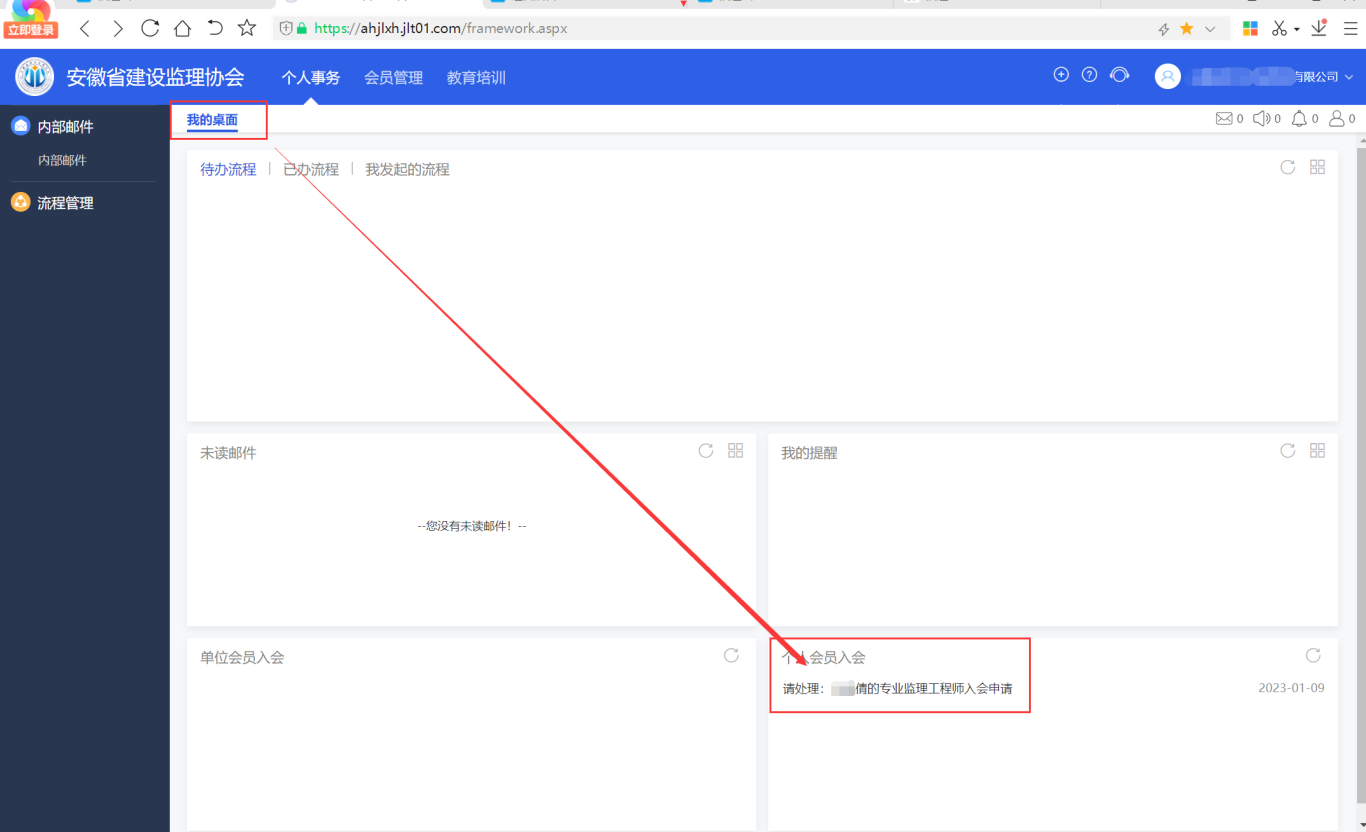 立即登录
https://ahjlxh.jlt01.com/framework.aspx
安徽省建设监理协会
个人事务 会员管理 教育培训
有限公司
内部邮件
内部邮件
流程管理
我的桌面
0 0 0 0
待办流程 | 已办流程 | 我发起的流程
未读邮件
--您没有未读邮件！--
我的提醒
单位会员入会
个人会员入会
请处理：倩的专业监理工程师入会申请
2023-01-09